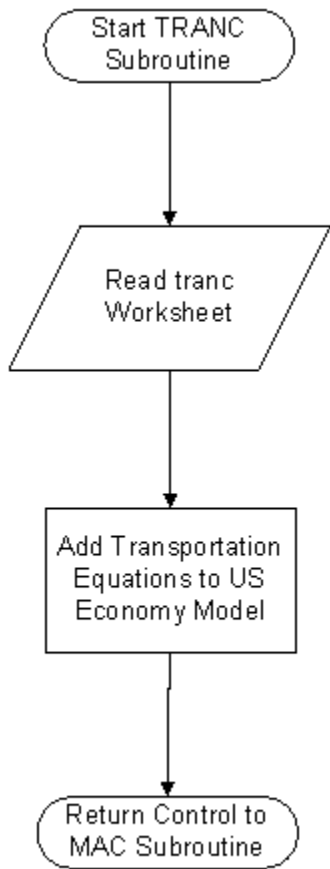 Start TRANC
Subroutine
Read tranc
Worksheet
Add Transportation
Equations to US
Economy Model
Return Control to
MAC Subroutine